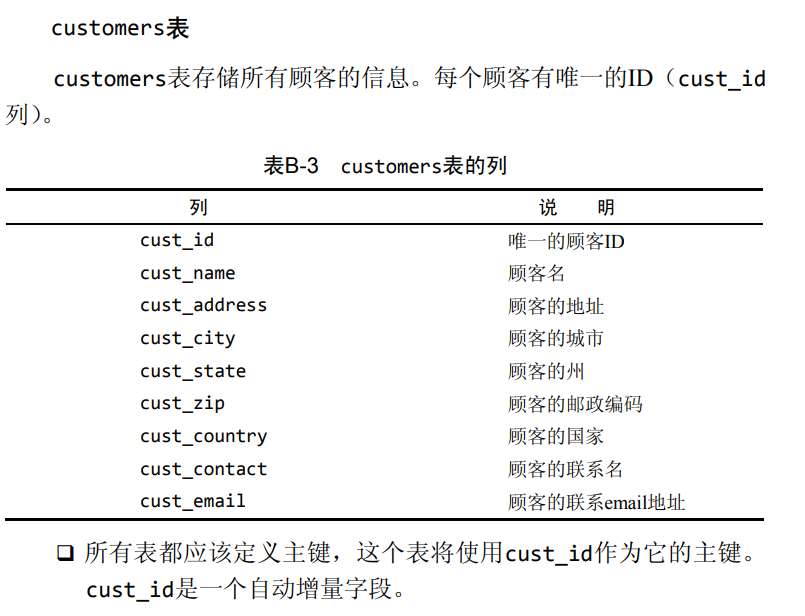 customers表
customers表存储所有顾客的信息。每个顾客有唯一的ID（cust_id
列）。
表B-3 customers表的列
列 说 明
cust_id 唯一的顾客ID
cust_name 顾客名
cust_address 顾客的地址
cust_city 顾客的城市
cust_state 顾客的州
cust_zip 顾客的邮政编码
cust_country 顾客的国家
cust_contact 顾客的联系名
cust_email 顾客的联系email地址
❑ 所有表都应该定义主键，这个表将使用cust_id作为它的主键。
cust_id是一个自动增量字段。